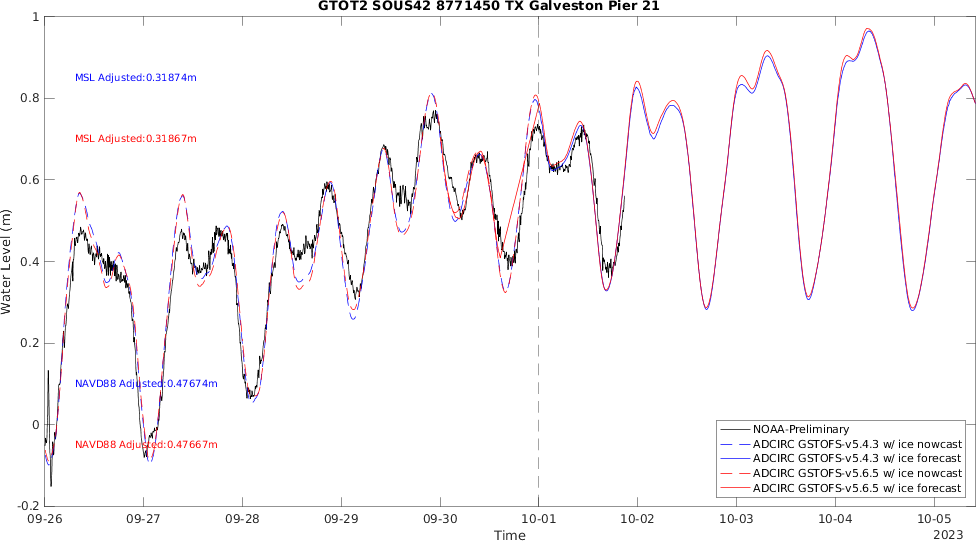 GTOT2 SOUS42 8771450 TX Galveston Pier 21
Water Level (m)
1
0.8
0.6
0.4
0.2
0
-0.2
MSL Adjusted:0.31874m
MSL Adjusted:0.31867m
NAVD88 Adjusted:0.47674m
NAVD88 Adjusted:0.47667m
NOAA-Preliminary
ADCIRC GSTOFS-v5.4.3 w/ ice nowcast
ADCIRC GSTOFS-v5.4.3 w/ ice forecast
ADCIRC GSTOFS-v5.6.5 w/ ice nowcast
ADCIRC GSTOFS-v5.6.5 w/ ice forecast
09-26 09-27 09-28 09-29 09-30 10-01 10-02 10-03 10-04 10-05
Time
2023